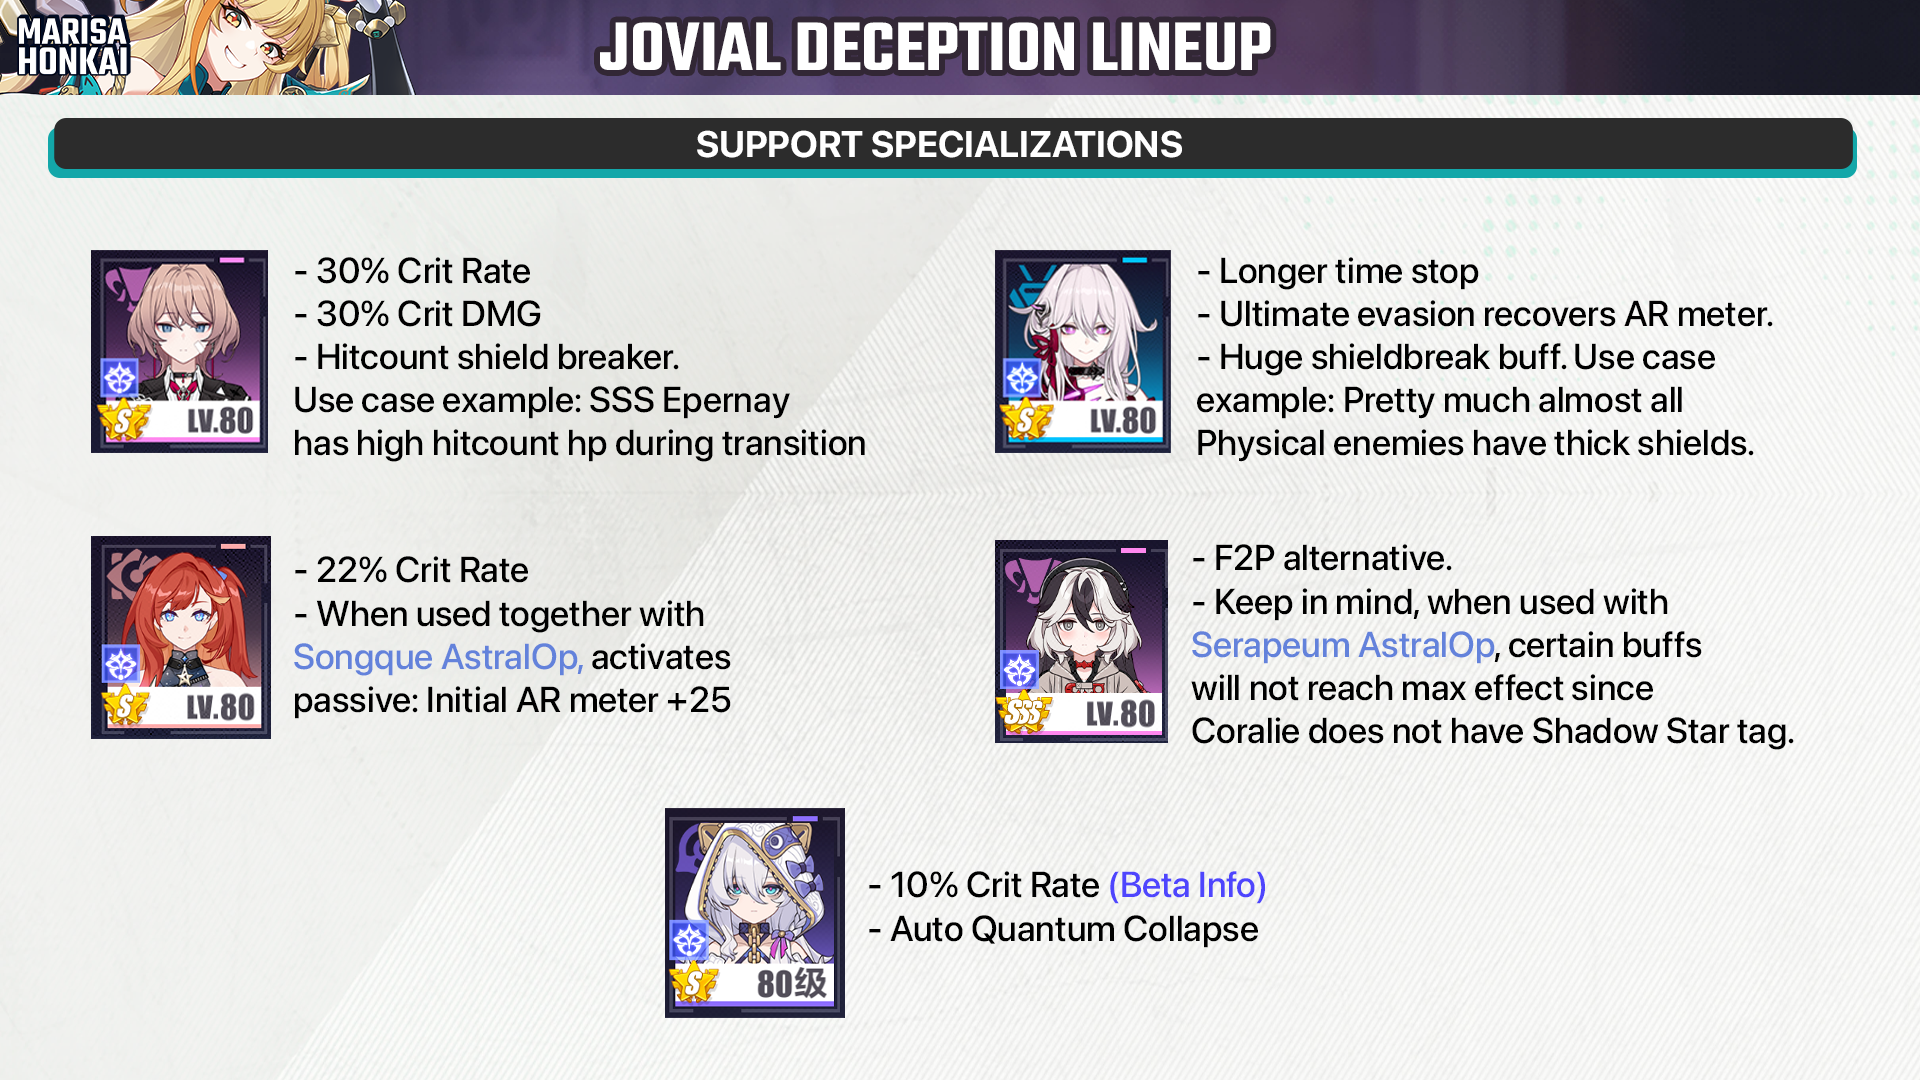 MARISA
HONKAI
JOVIAL DECEPTION LINEUP
SUPPORT SPECIALIZATIONS
S
LV.80
- 30% Crit Rate
- 30% Crit DMG
- Hitcount shield breaker.
Use case example: SSS Epernay
has high hitcount hp during transition
S
LV.80
- Longer time stop
- Ultimate evasion recovers AR meter.
- Huge shieldbreak buff. Use case
example: Pretty much almost all
Physical enemies have thick shields.
S
LV.80
- 22% Crit Rate
- When used together with
Songque AstralOp, activates
passive: Initial AR meter +25
SSS
LV.80
- F2P alternative.
- Keep in mind, when used with
Serapeum AstralOp, certain buffs
will not reach max effect since
Coralie does not have Shadow Star tag.
S
80级
- 10% Crit Rate (Beta Info)
- Auto Quantum Collapse